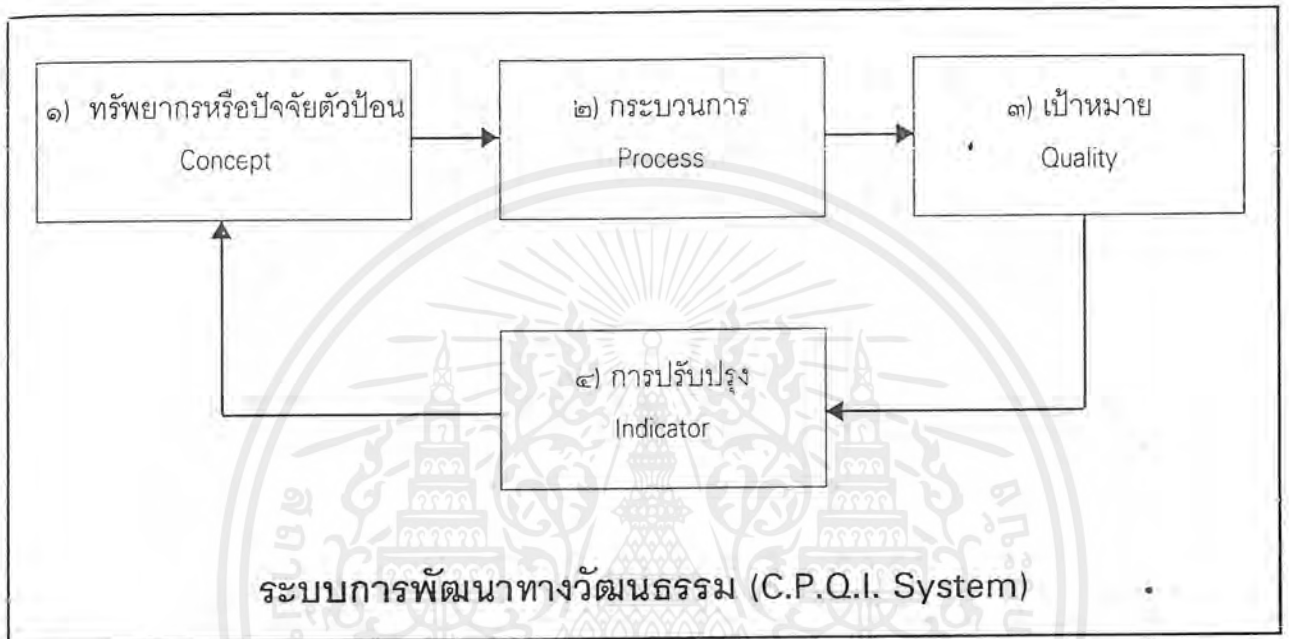 ๑) ทรัพยากรหรือปัจจัยตัวป้อน
Concept
๒) กระบวนการ
Process
๓) เป้าหมาย
Quality
๔) การปรับปรุง
Indicator
ระบบการพัฒนาทางวัฒนธรรม (C.P.Q.I. System)